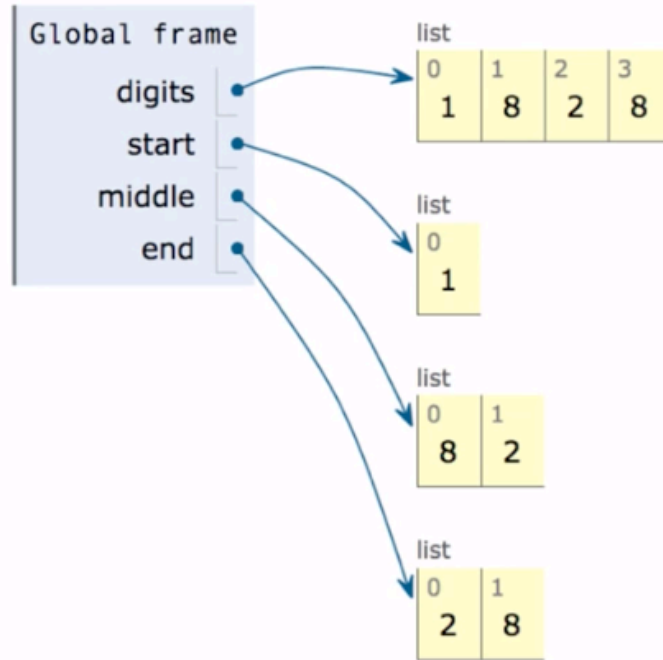 Global frame
digits
start
middle
end
list
0 1 2 3
1 8 2 8
list
0
1
list
0 1
8 2
list
0 1
2 8